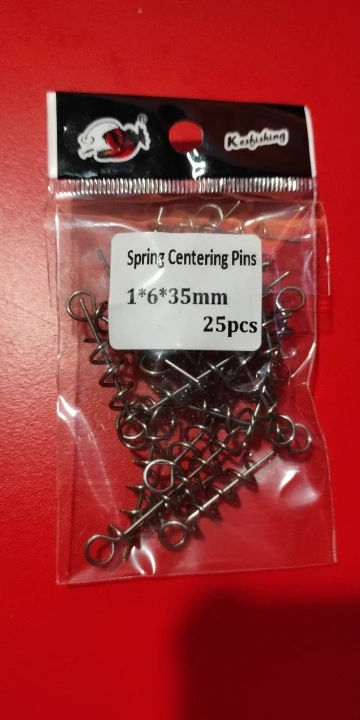 Kesfishing
Spring Centering Pins
1*6*35mm
25pcs